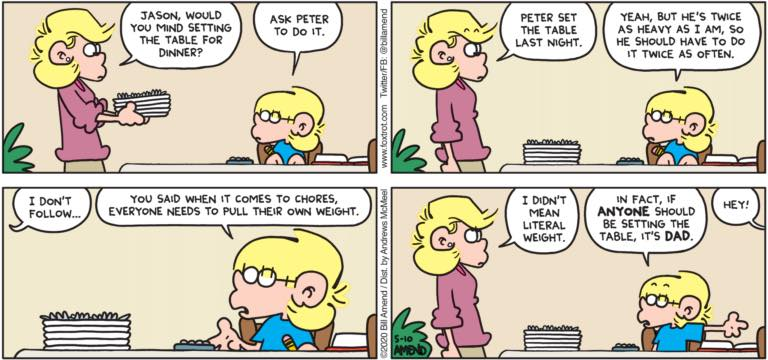 JASON, WOULD
YOU MIND SETTING
THE TABLE FOR
DINNER?
ASK PETER
TO DO IT.
www.foxtrot.com Twitter/FB: @billamend
PETER SET
THE TABLE
LAST NIGHT.
YEAH, BUT HE'S TWICE
AS HEAVY AS I AM, SO
HE SHOULD HAVE TO DO
IT TWICE AS OFTEN.
I DON'T
FOLLOW...
YOU SAID WHEN IT COMES TO CHORES,
EVERYONE NEEDS TO PULL THEIR OWN WEIGHT.
©2020 Bill Amend / Dist. by Andrews McMeel
I DIDN'T
MEAN
LITERAL
WEIGHT.
IN FACT, IF
ANYONE SHOULD
BE SETTING THE
TABLE, IT'S DAD.
HEY!
5-10
AMEND